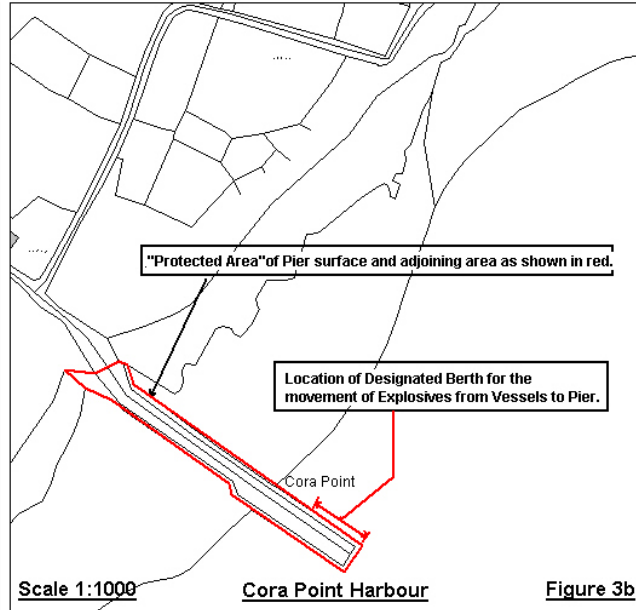 ."Protected Area"of Pier surface and adjoining area as shown in red.
Location of Designated Berth for the
movement of Explosives from Vessels to Pier.
Cora Point
Scale 1:1000
Cora Point Harbour
Figure 3b